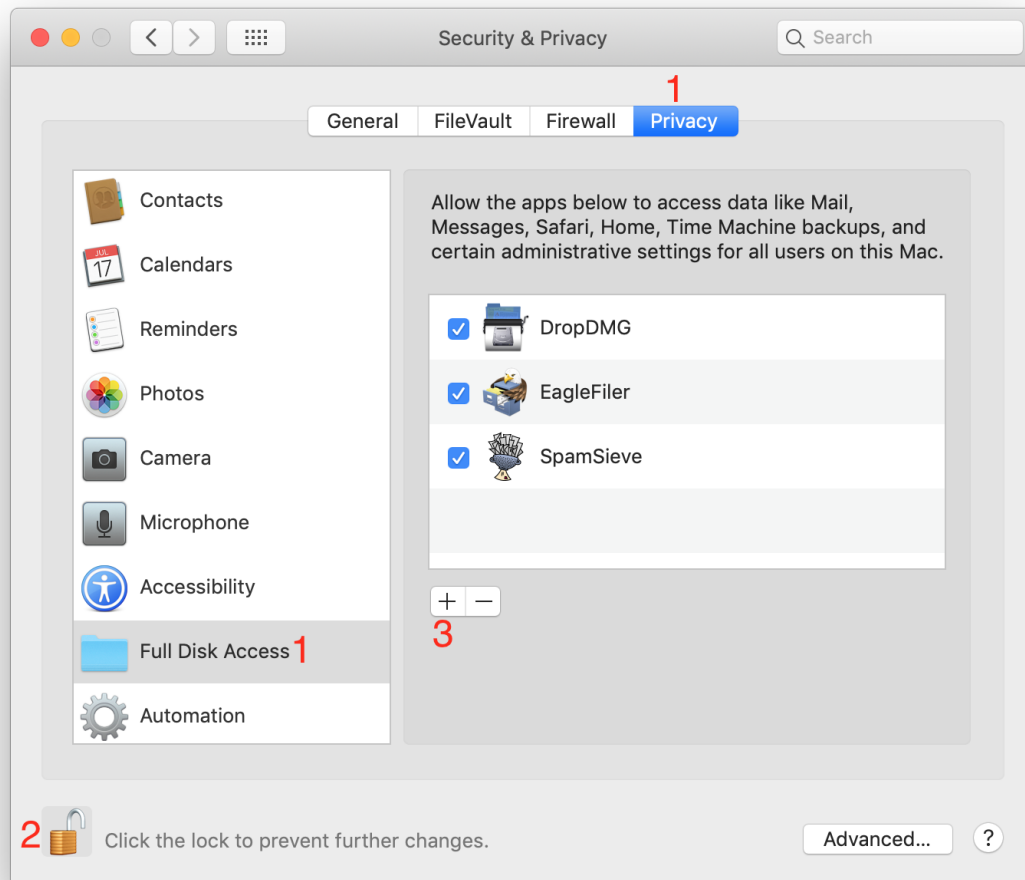 Security & Privacy
Search
1
General
FileVault
Firewall
Privacy
Contacts
JUL
17
Calendars
Reminders
Photos
Camera
Microphone
Accessibility
Full Disk Access 1
Automation
Allow the apps below to access data like Mail,
Messages, Safari, Home, Time Machine backups, and
certain administrative settings for all users on this Mac.
DropDMG
EagleFiler
SpamSieve
+ −
3
2
Click the lock to prevent further changes.
Advanced...
?